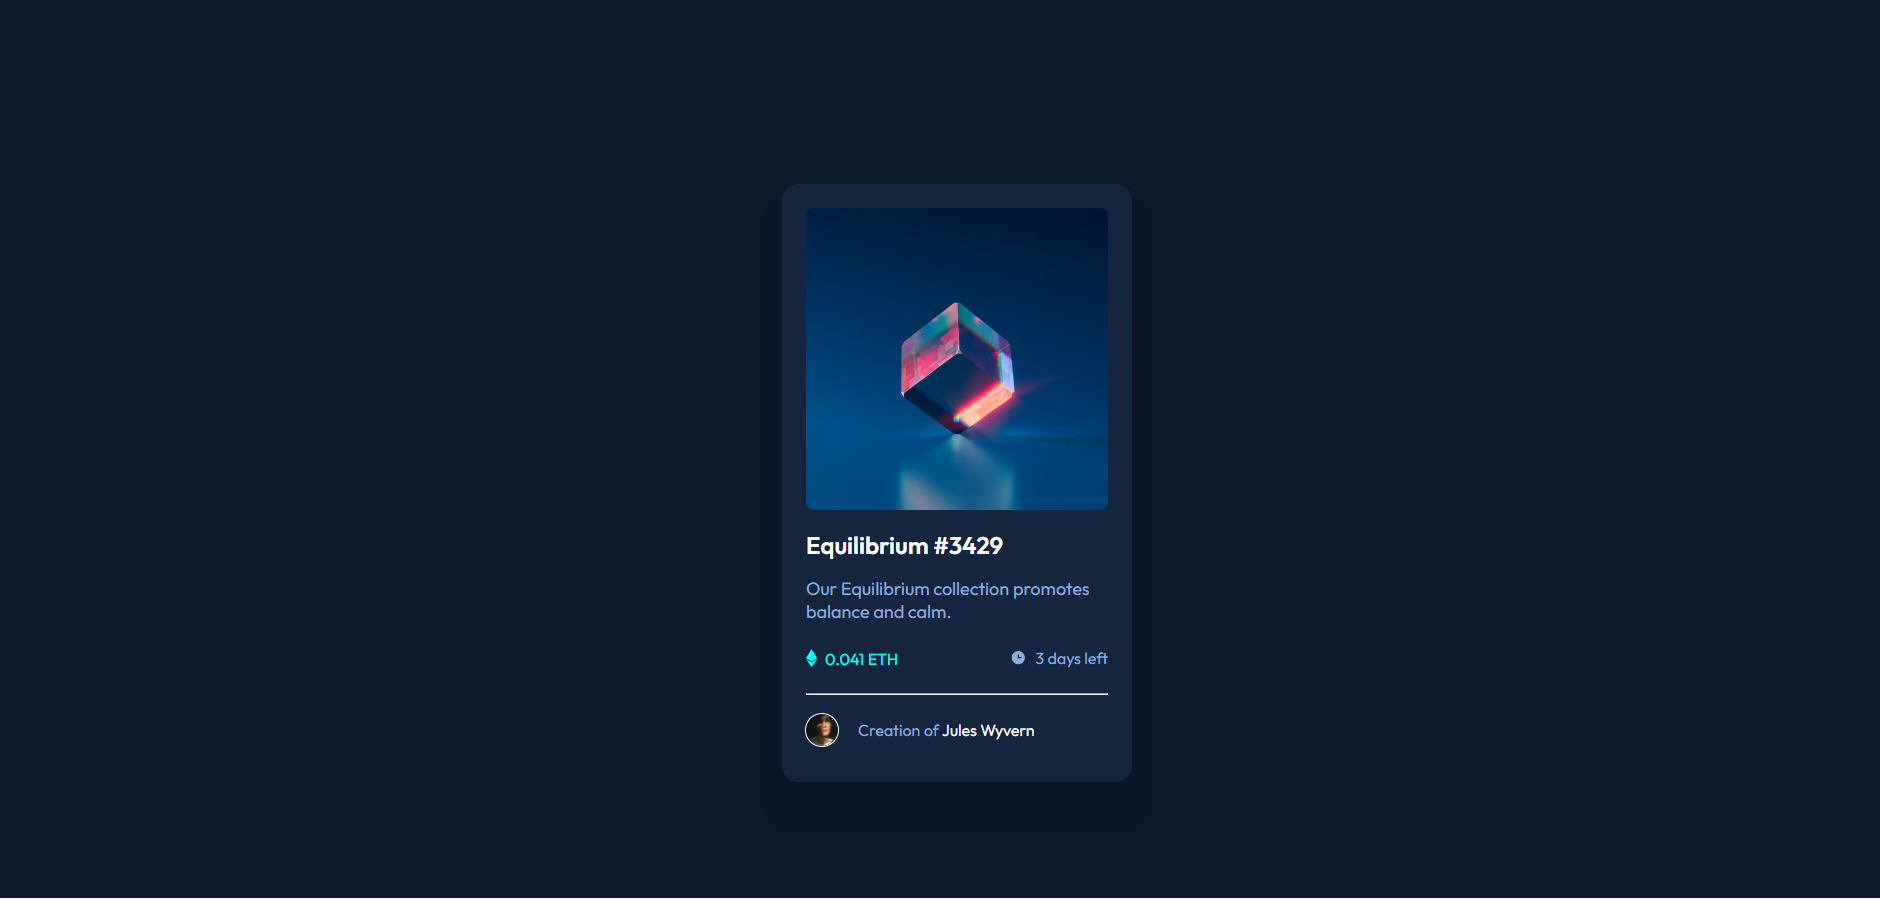 Equilibrium #3429
Our Equilibrium collection promotes
balance and calm.
0.041 ETH
3 days left
Creation of Jules Wyvern